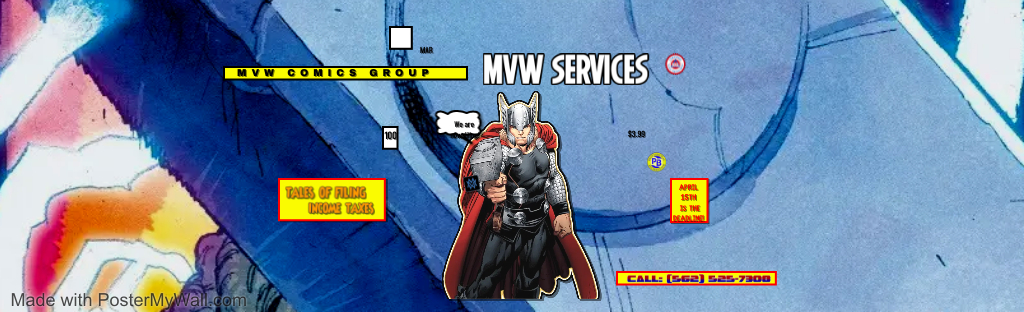 MAR
MVW COMICS GROUP
MVW SERVICES
100
We are
$3.99
TALES OF FILING
INCOME TAXES
APRIL
15TH
IS THE
DEADLINE!
CALL: (562) 525-7300
Made with PosterMyWall.com